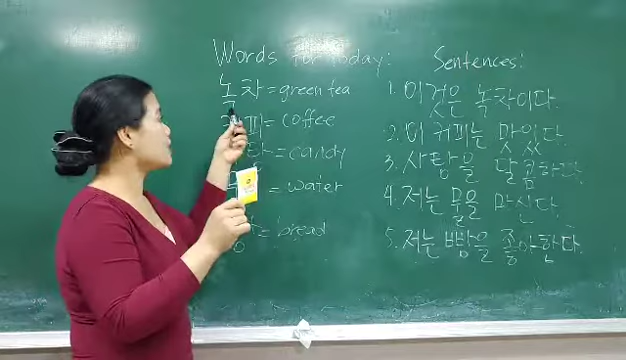 Words for Today:
녹차=green tea
피= coffee
탕= candy
= water
= bread
Sentences:
1. 이것은 녹차이다.
2. 이 커피는 맛있다.
3. 사탕을 달콤하다.
4. 저는 물을 마신다.
5. 저는 빵을 좋아한다.